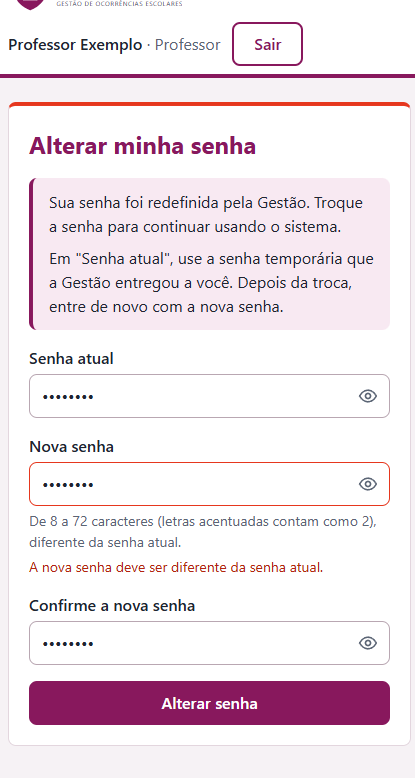 GESTÃO DE OCORRÊNCIAS ESCOLARES
Professor Exemplo · Professor
Sair
Alterar minha senha
Sua senha foi redefinida pela Gestão. Troque
a senha para continuar usando o sistema.
Em "Senha atual", use a senha temporária que
a Gestão entregou a você. Depois da troca,
entre de novo com a nova senha.
Senha atual
••••••••
Nova senha
••••••••
De 8 a 72 caracteres (letras acentuadas contam como 2),
diferente da senha atual.
A nova senha deve ser diferente da senha atual.
Confirme a nova senha
••••••••
Alterar senha